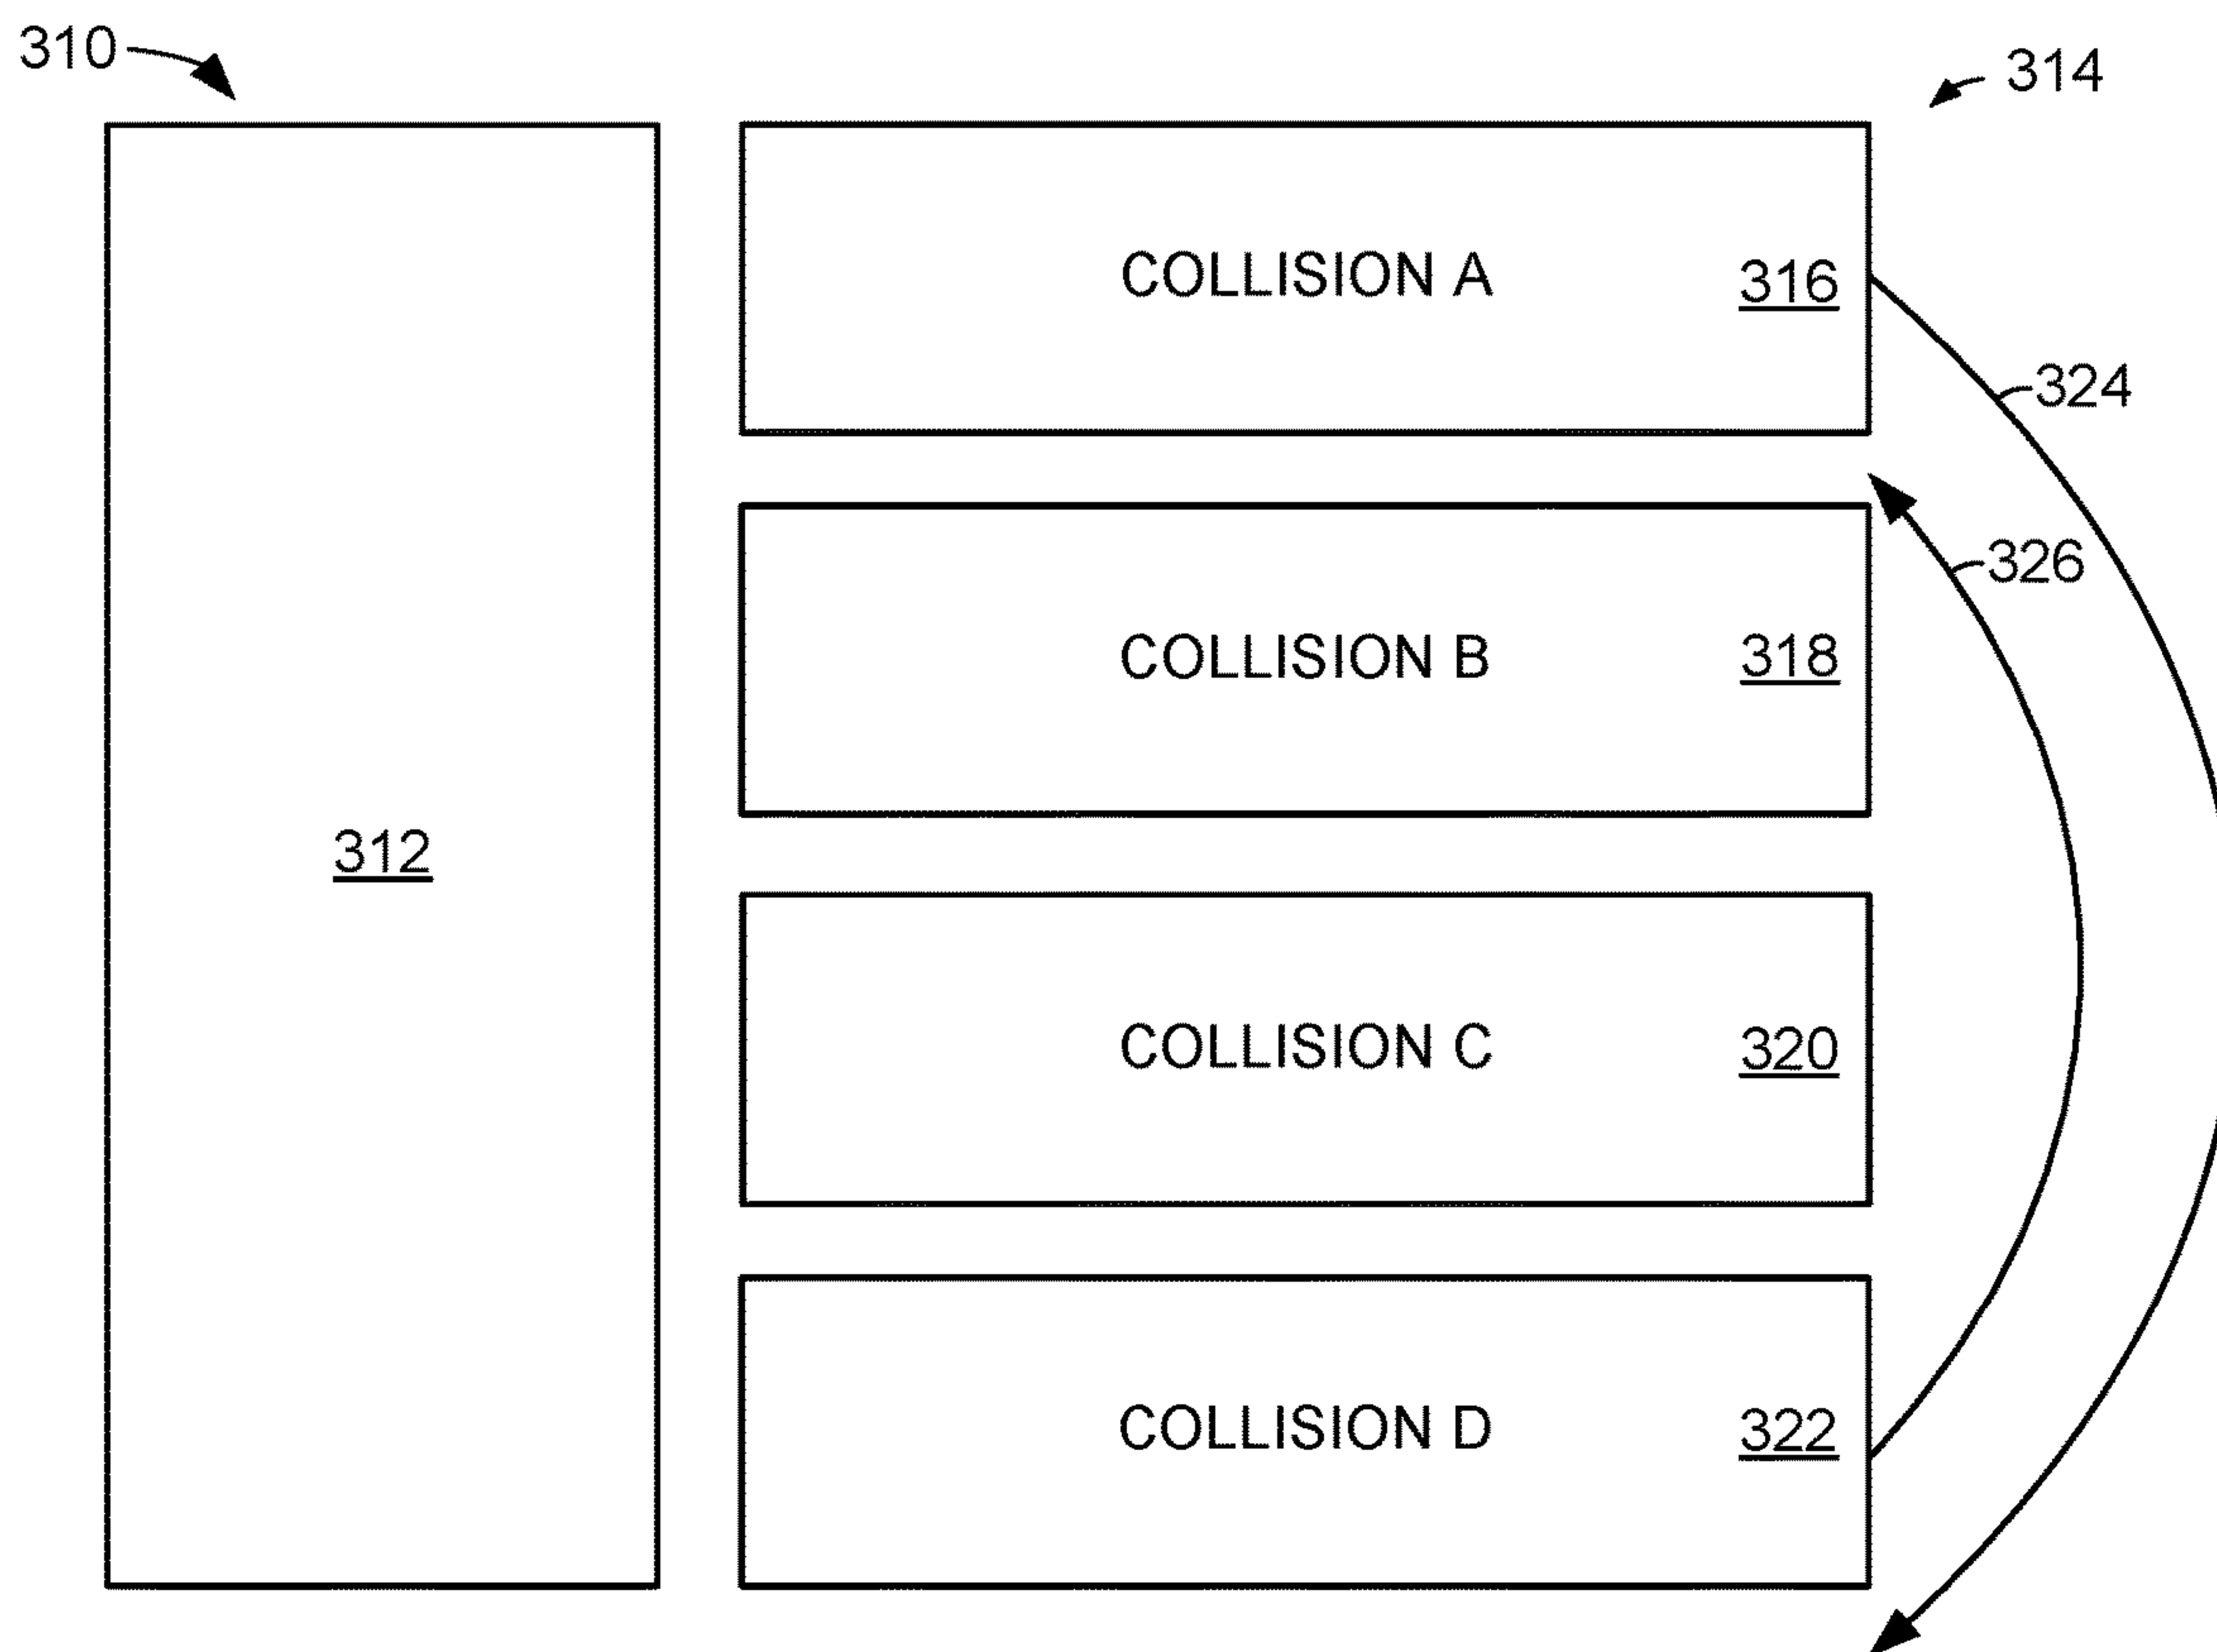 310
314
COLLISION A 316
324
326
COLLISION B 318
312
COLLISION C 320
COLLISION D 322